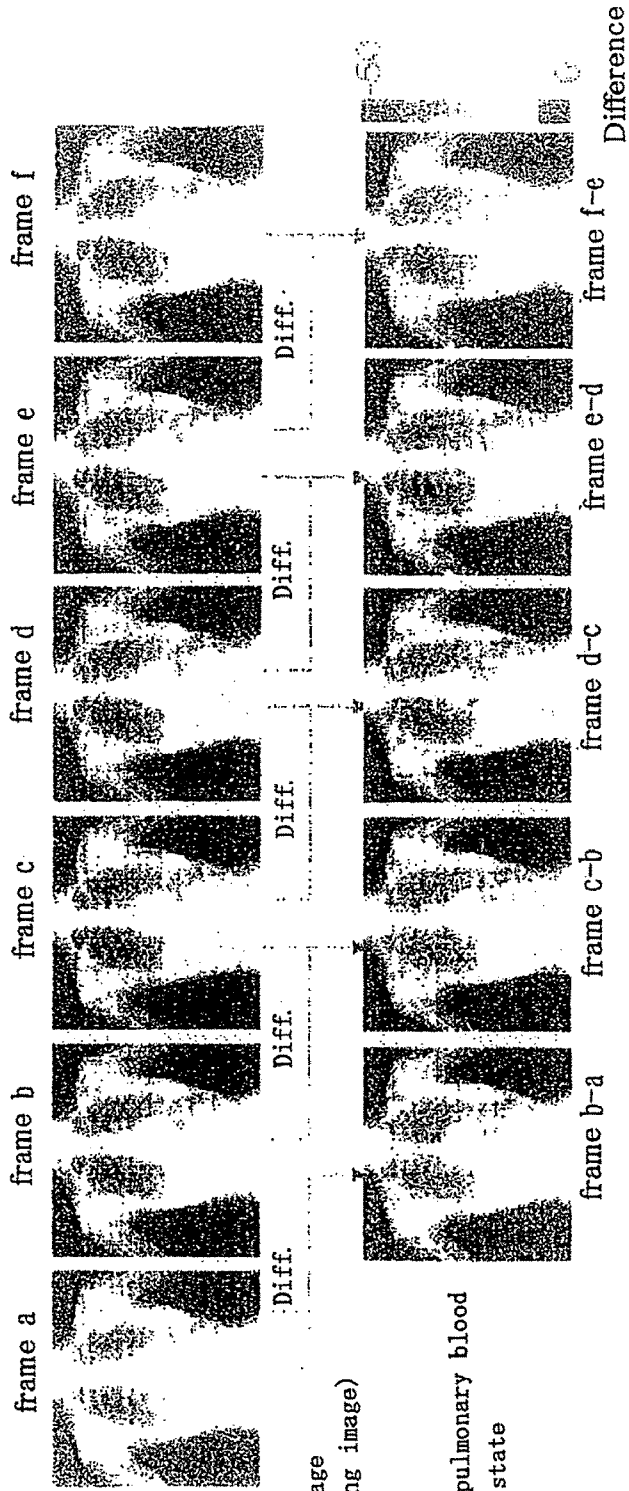 frame a
frame b
frame c
frame d
frame e
frame f
Diff.
Diff.
Diff.
Diff.
Diff.
age
ng image)
pulmonary blood
state
frame b-a
frame c-b
frame d-c
frame e-d
frame f-e
Difference